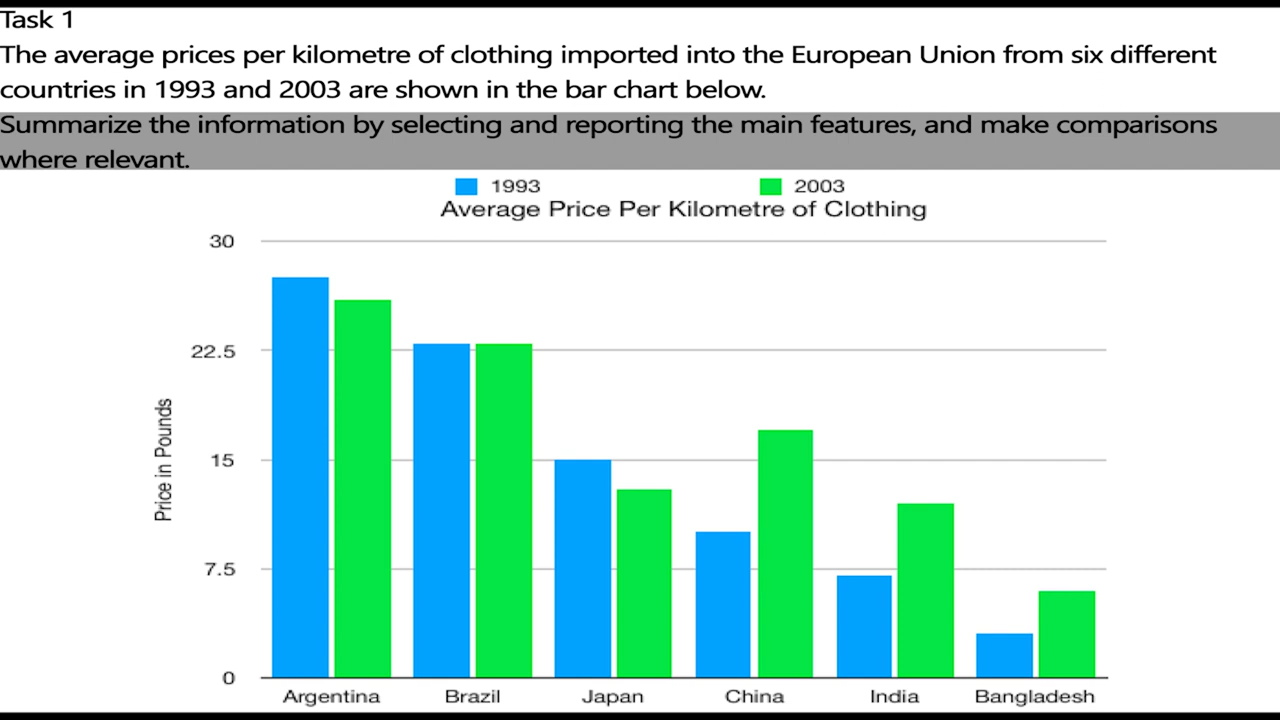 Task 1
The average prices per kilometre of clothing imported into the European Union from six different
countries in 1993 and 2003 are shown in the bar chart below.
Summarize the information by selecting and reporting the main features, and make comparisons
where relevant.
1993 2003
Average Price Per Kilometre of Clothing
30
22.5
15
7.5
0
Price in Pounds
Argentina Brazil Japan China India Bangladesh